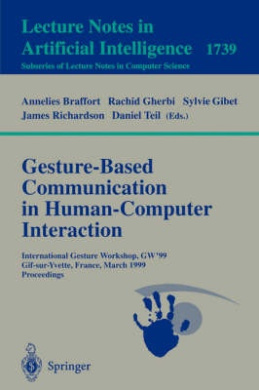 Lecture Notes in
Artificial Intelligence 1739
Subseries of Lecture Notes in Computer Science
Annelies Braffort Rachid Gherbi Sylvie Gibet
James Richardson Daniel Teil (Eds.)
Gesture-Based
Communication
in Human-Computer
Interaction
International Gesture Workshop, GW'99
Gif-sur-Yvette, France, March 1999
Proceedings
Springer